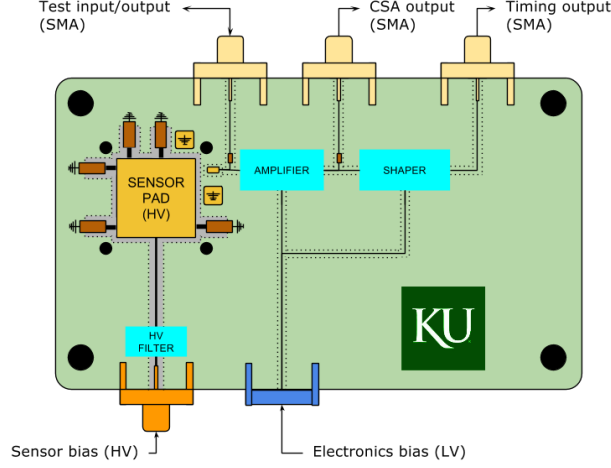 Test input/output
(SMA)
CSA output
(SMA)
Timing output
(SMA)
AMPLIFIER
SHAPER
SENSOR
PAD
(HV)
HV
FILTER
KU
Sensor bias (HV)
Electronics bias (LV)